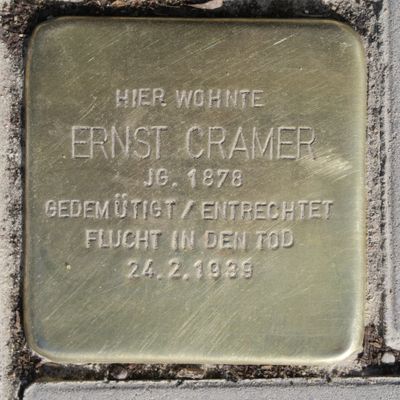 HIER WOHNTE
ERNST CRAMER
JG. 1878
GEDEMÜTIGT / ENTRECHTET
FLUCHT IN DEN TOD
24.2.1939